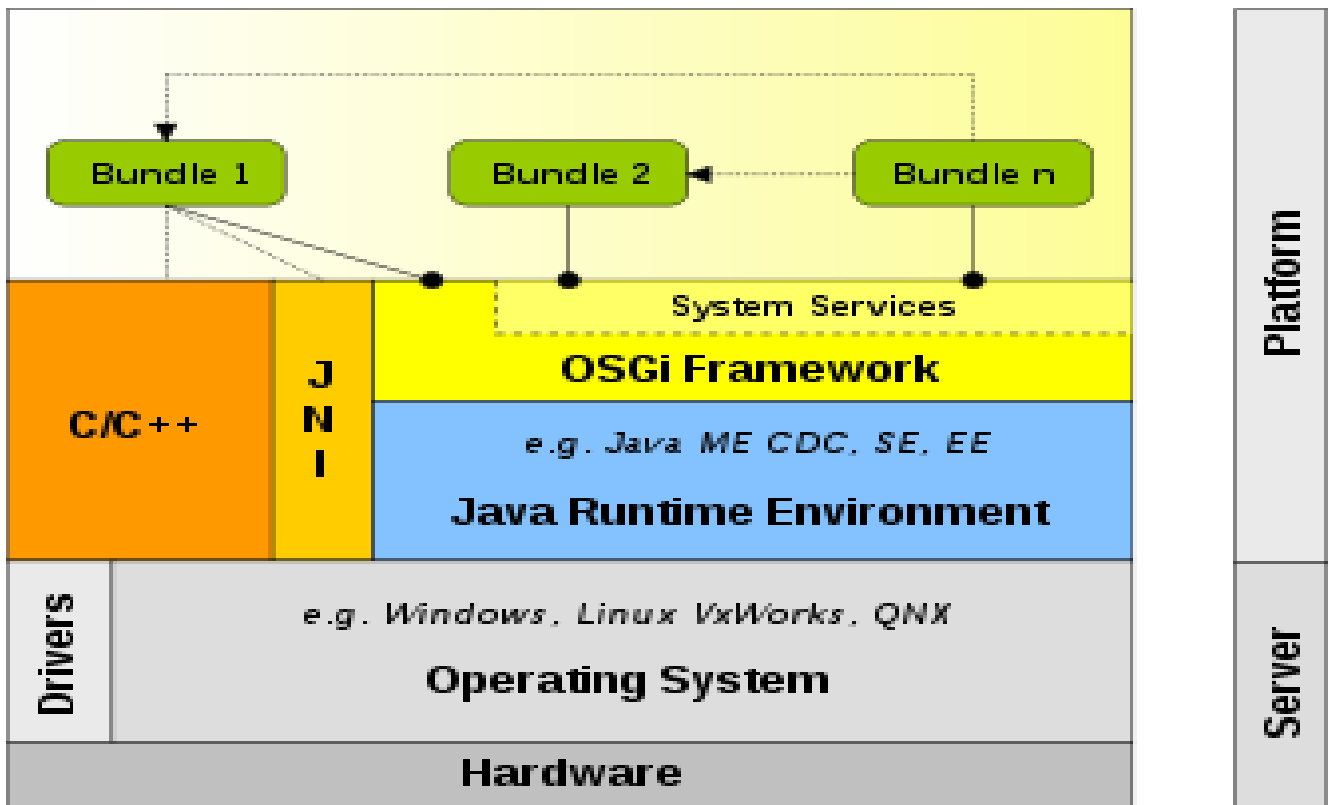 Bundle 1
Bundle 2
Bundle n
System Services
OSGi Framework
C/C++
J
N
I
e.g. Java ME CDC, SE, EE
Java Runtime Environment
Drivers
e.g. Windows, Linux VxWorks, QNX
Operating System
Hardware
Platform
Server